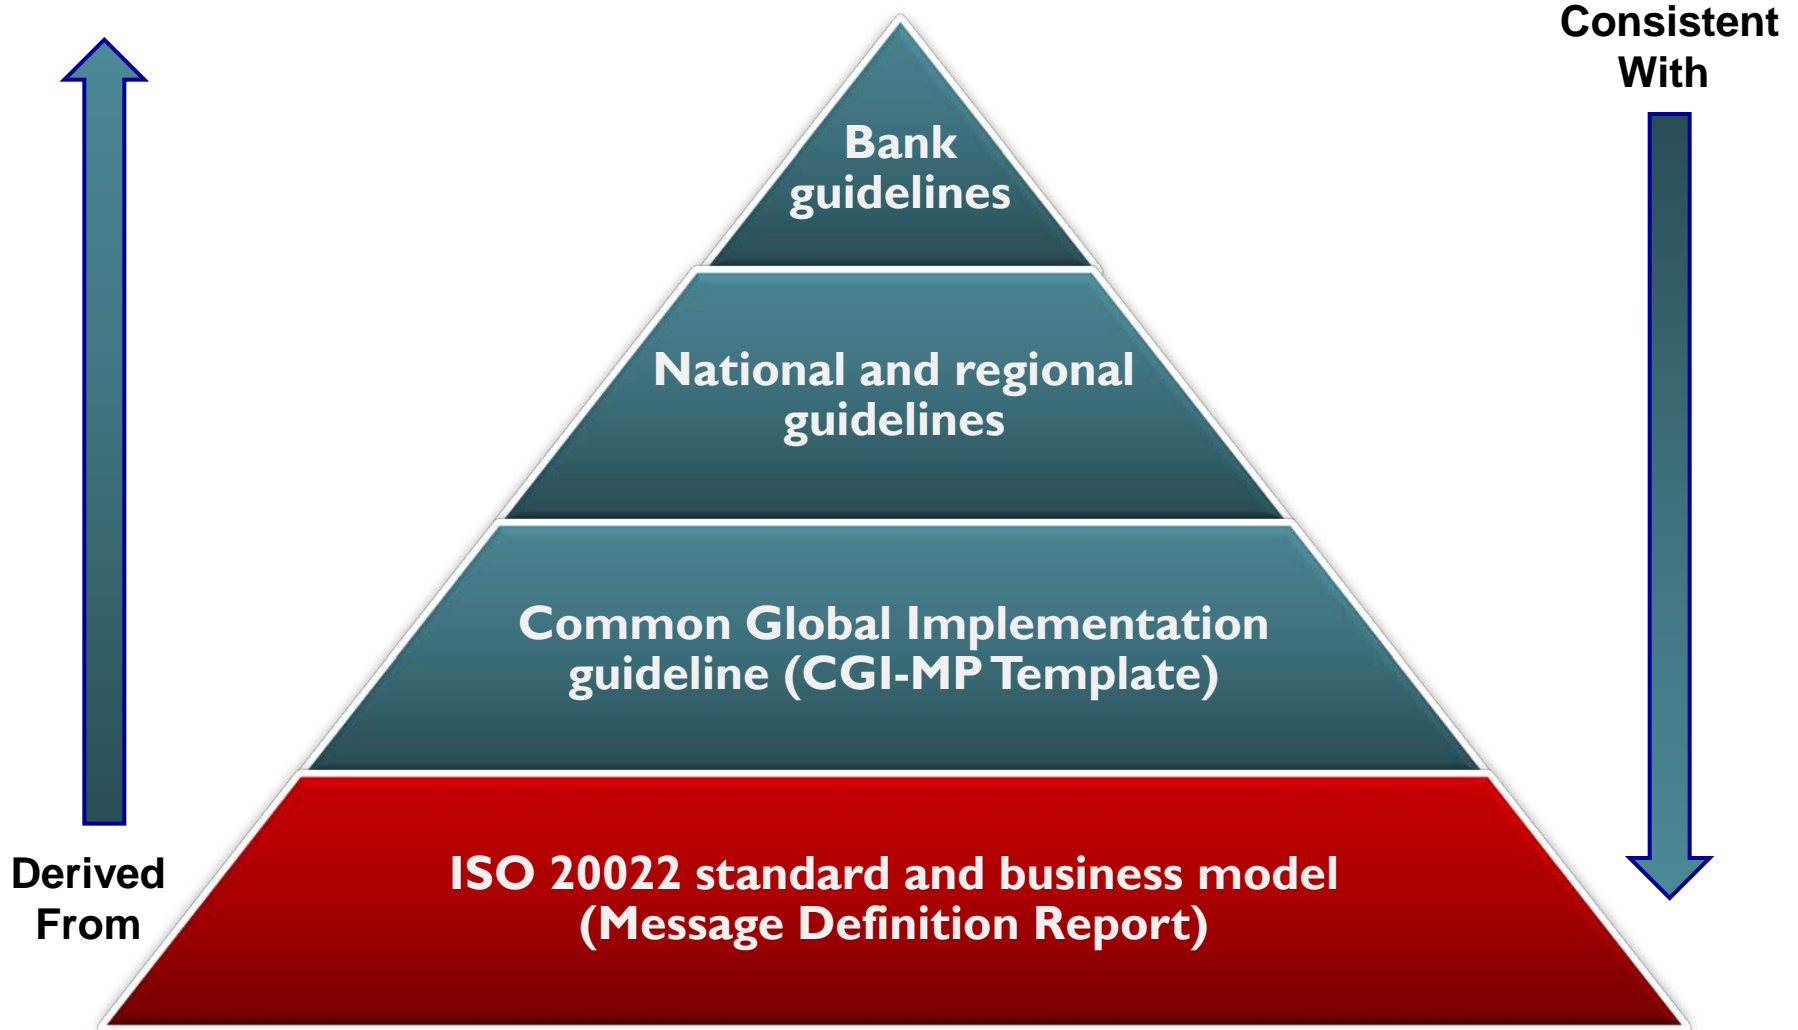 Consistent
With
Bank
guidelines
National and regional
guidelines
Common Global Implementation
guideline (CGI-MP Template)
Derived
From
ISO 20022 standard and business model
(Message Definition Report)